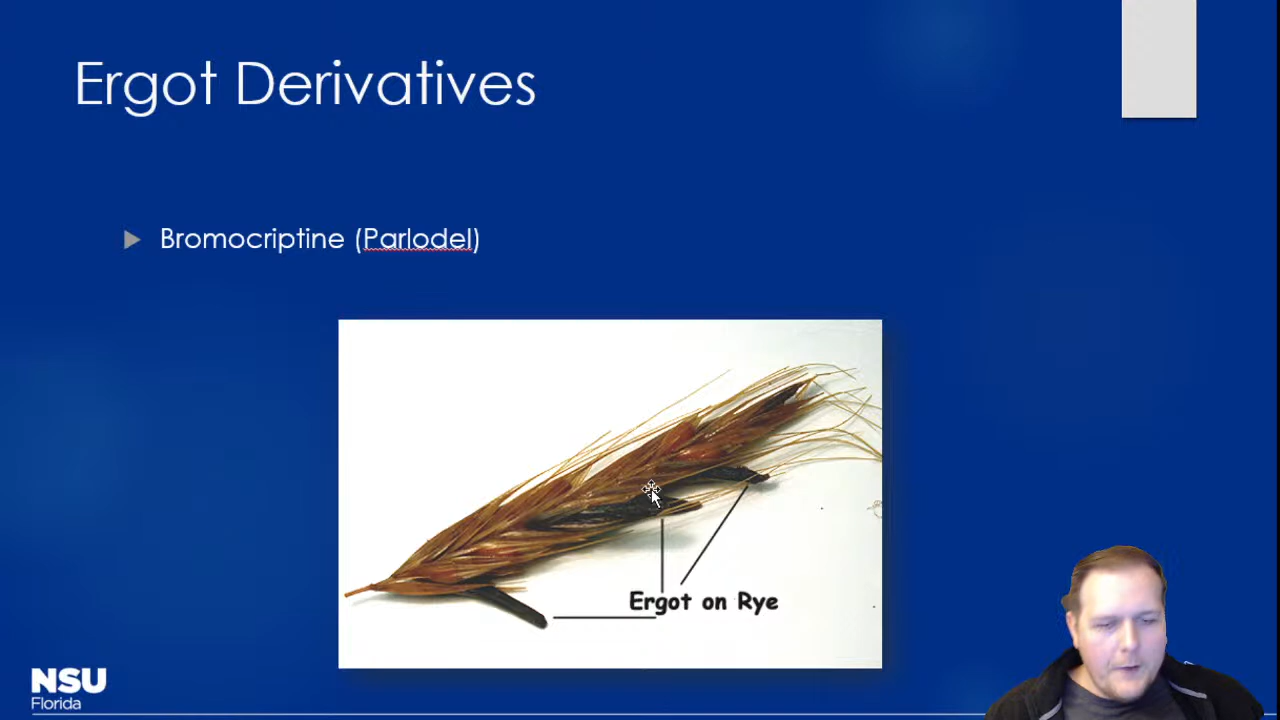 Ergot Derivatives
Bromocriptine (Parlodel)
Ergot on Rye
NSU
Florida